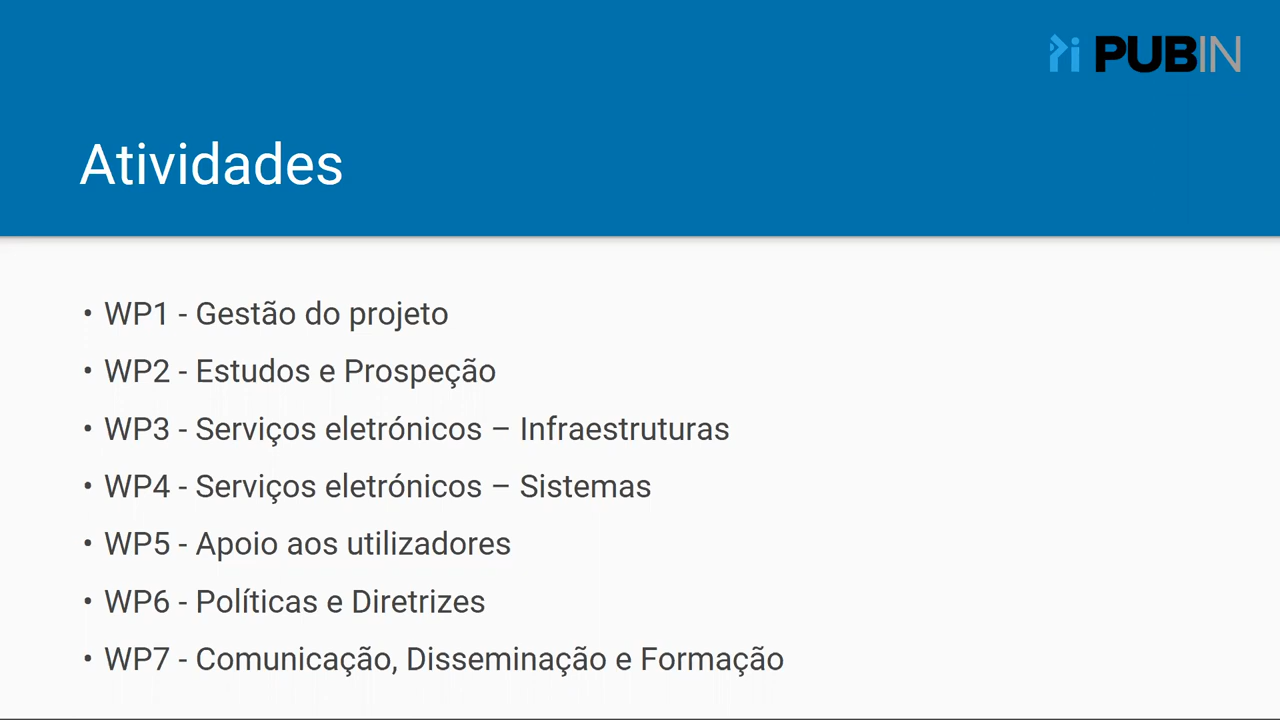 PUBIN
Atividades
• WP1 - Gestão do projeto
• WP2 - Estudos e Prospeção
• WP3 - Serviços eletrónicos – Infraestruturas
• WP4 - Serviços eletrónicos – Sistemas
• WP5 - Apoio aos utilizadores
• WP6 - Políticas e Diretrizes
• WP7 - Comunicação, Disseminação e Formação